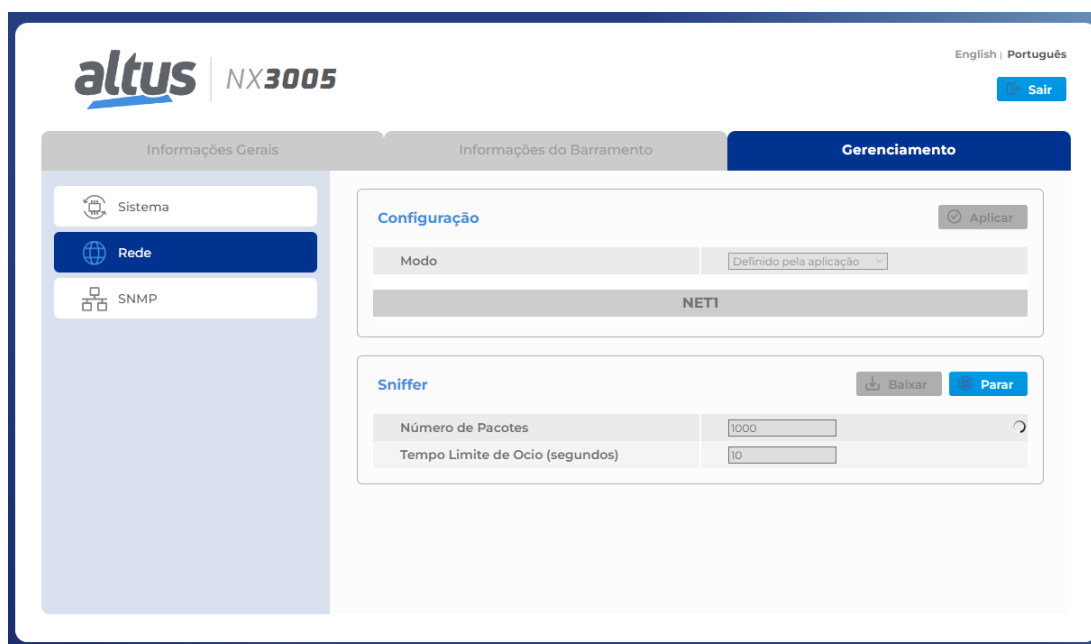 English | Português
altus | NX3005
Sair
Informações Gerais
Informações do Barramento
Gerenciamento
Sistema
Rede
SNMP
Configuração
Aplicar
Modo
Definido pela aplicação
NET1
Sniffer
Baixar
Parar
Número de Pacotes
1000
Tempo Limite de Ocio (segundos)
10